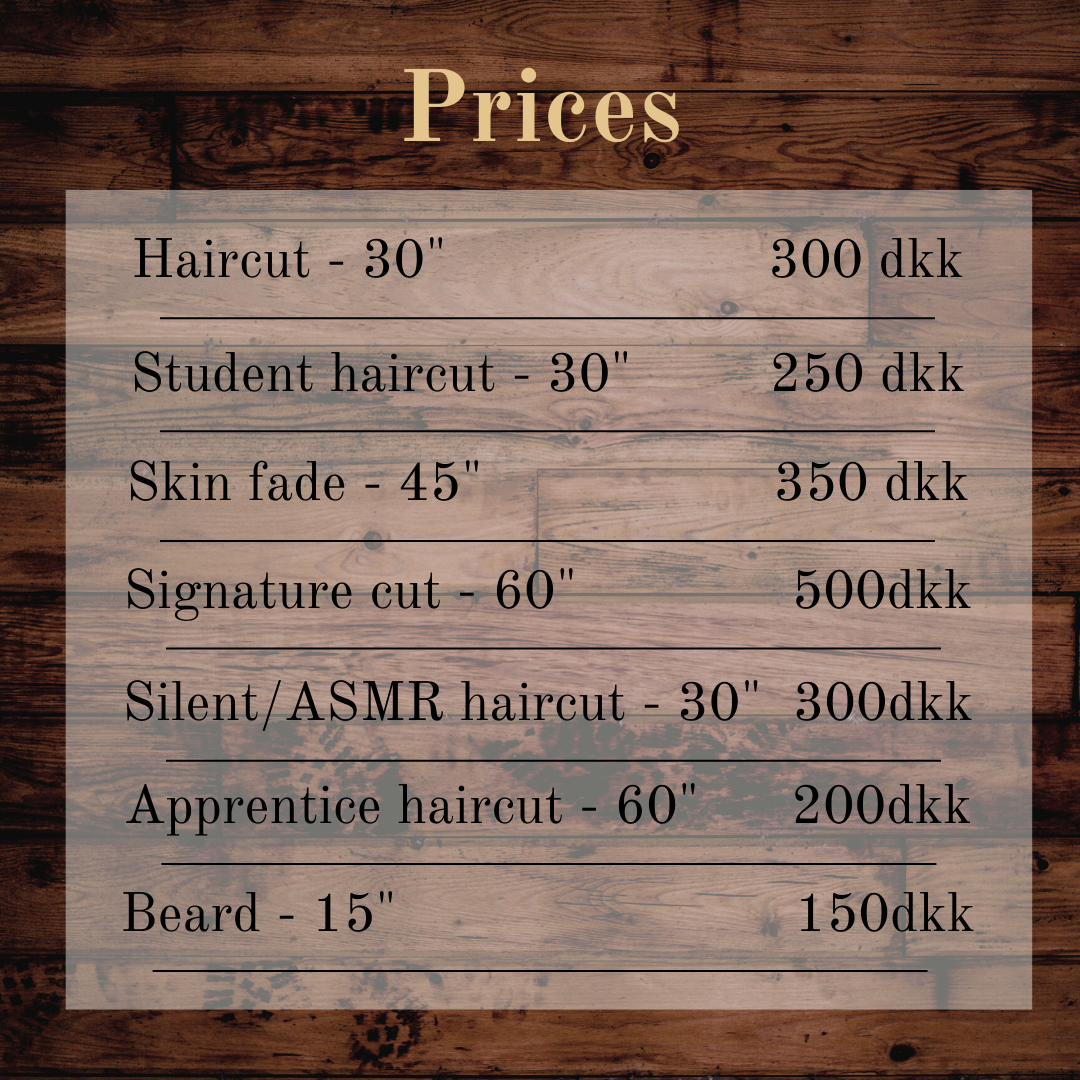 Prices
Haircut - 30" 300 dkk
Student haircut - 30" 250 dkk
Skin fade - 45" 350 dkk
Signature cut - 60" 500dkk
Silent/ASMR haircut - 30" 300dkk
Apprentice haircut - 60" 200dkk
Beard - 15" 150dkk